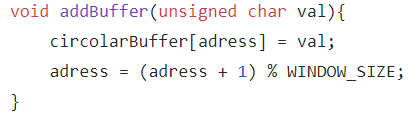 void addBuffer(unsigned char val){
    circolarBuffer[adress] = val;
    adress = (adress + 1) % WINDOW_SIZE;
}